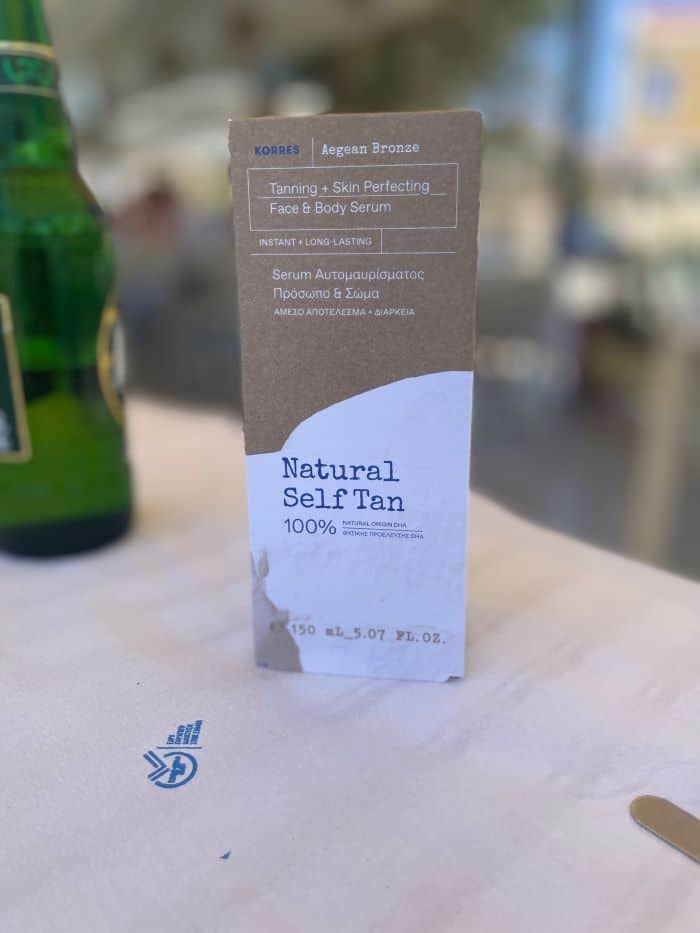 KORRES Aegean Bronze
Tanning + Skin Perfecting
Face & Body Serum
INSTANT + LONG-LASTING
Serum Αυτομαυρίσματος
Πρόσωπο & Σώμα
ΑΜΕΣΟ ΑΠΟΤΕΛΕΣΜΑ + ΔΙΑΡΚΕΙΑ
Natural
Self Tan
100% NATURAL ORIGIN DHA
ΦΥΣΙΚΗΣ ΠΡΟΕΛΕΥΣΗΣ DHA
150 mL_5.07 FL.OZ.